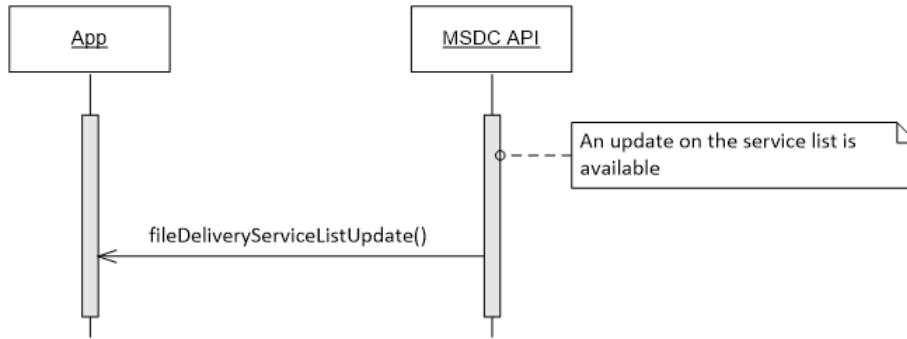 App
MSDC API
An update on the service list is
available
fileDeliveryServiceListUpdate()